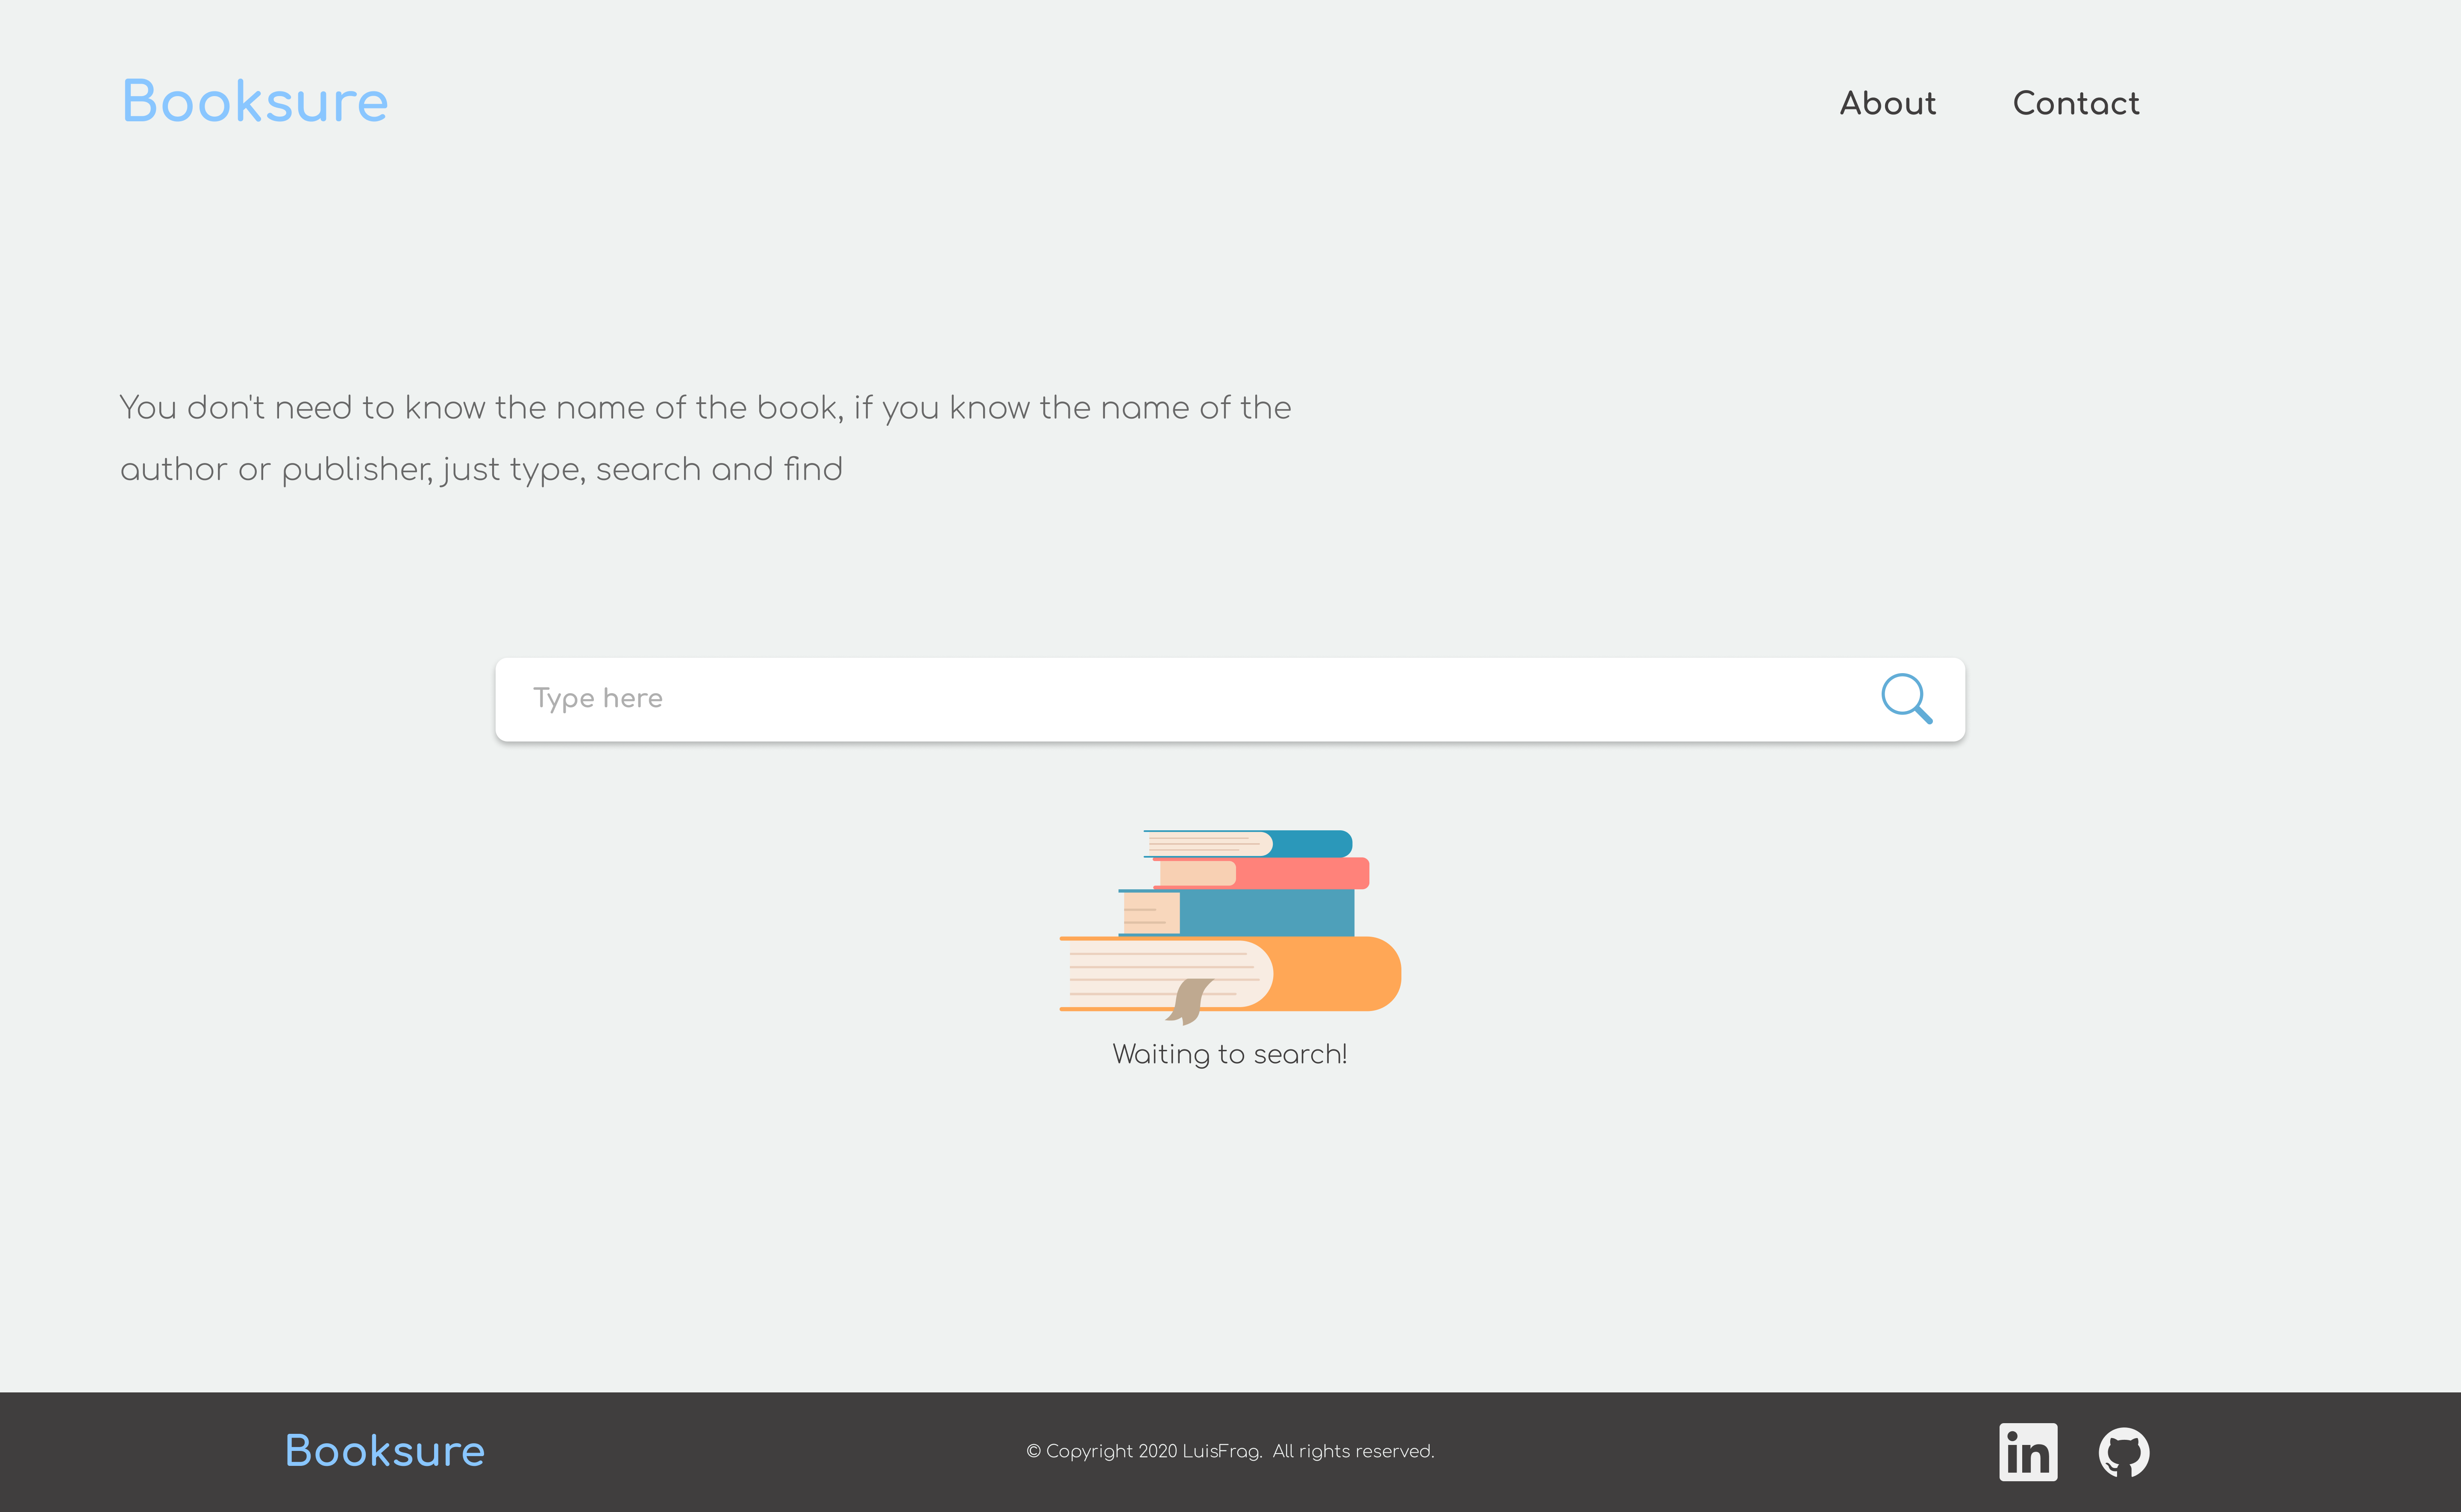 Booksure
About
Contact
You don't need to know the name of the book, if you know the name of the
author or publisher, just type, search and find
Type here
Waiting to search!
Booksure
© Copyright 2020 LuisFrag. All rights reserved.
in